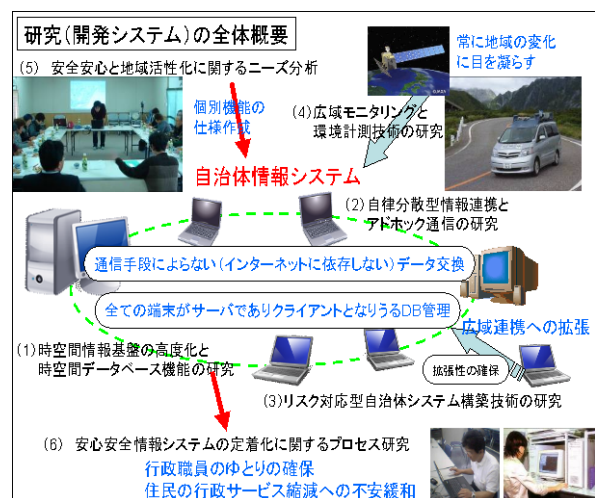 研究(開発システム)の全体概要
(5) 安全安心と地域活性化に関するニーズ分析
常に地域の変化
に目を凝らす
個別機能の
仕様作成
(4)広域モニタリングと
環境計測技術の研究
自治体情報システム
(2)自律分散型情報連携と
アドホック通信の研究
通信手段によらない(インターネットに依存しない)データ交換
全ての端末がサーバでありクライアントとなりうるDB管理
広域連携への拡張
(1)時空間情報基盤の高度化と
時空間データベース機能の研究
拡張性の確保
(3)リスク対応型自治体システム構築技術の研究
(6) 安心安全情報システムの定着化に関するプロセス研究
行政職員のゆとりの確保
住民の行政サービス縮減への不安緩和